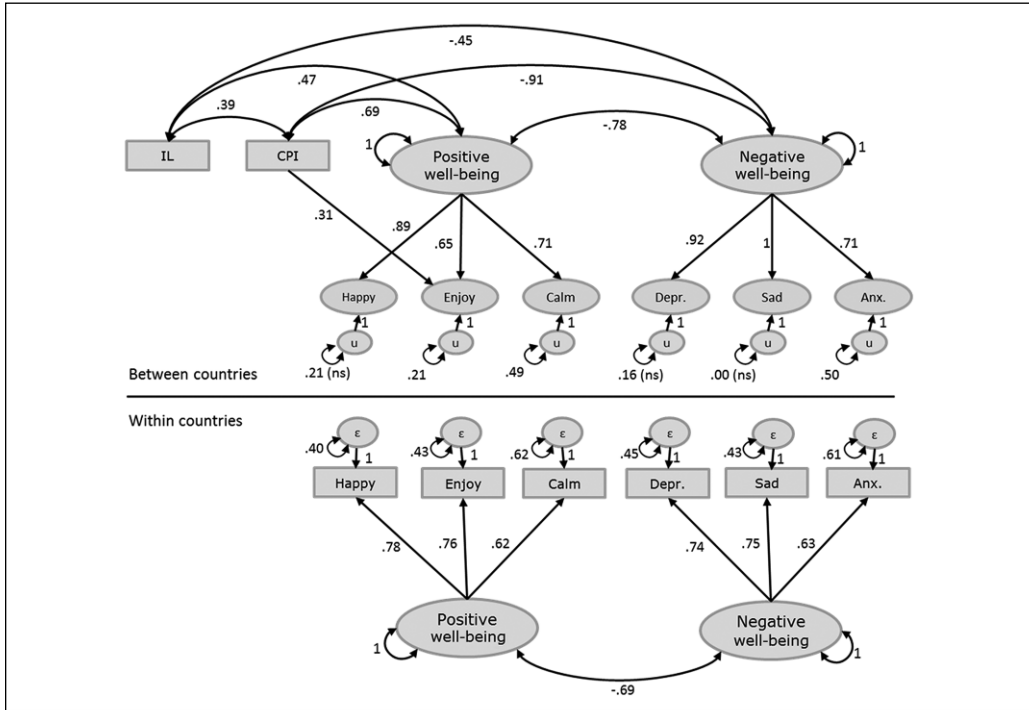 -.45
.47
-.91
.39
.69
-.78
IL
CPI
1
Positive
well-being
Negative
well-being
1
.31
.89
.65
.71
.92
1
.71
Happy
Enjoy
Calm
Depr.
Sad
Anx.
1
1
1
1
1
1
u
u
u
u
u
u
.21 (ns)
.21
.49
.16 (ns)
.00 (ns)
.50
Between countries
Within countries
ε
ε
ε
ε
ε
ε
.40
.43
.62
.45
.43
.61
1
1
1
1
1
1
Happy
Enjoy
Calm
Depr.
Sad
Anx.
.78
.76
.62
.74
.75
.63
Positive
well-being
Negative
well-being
1
1
-.69